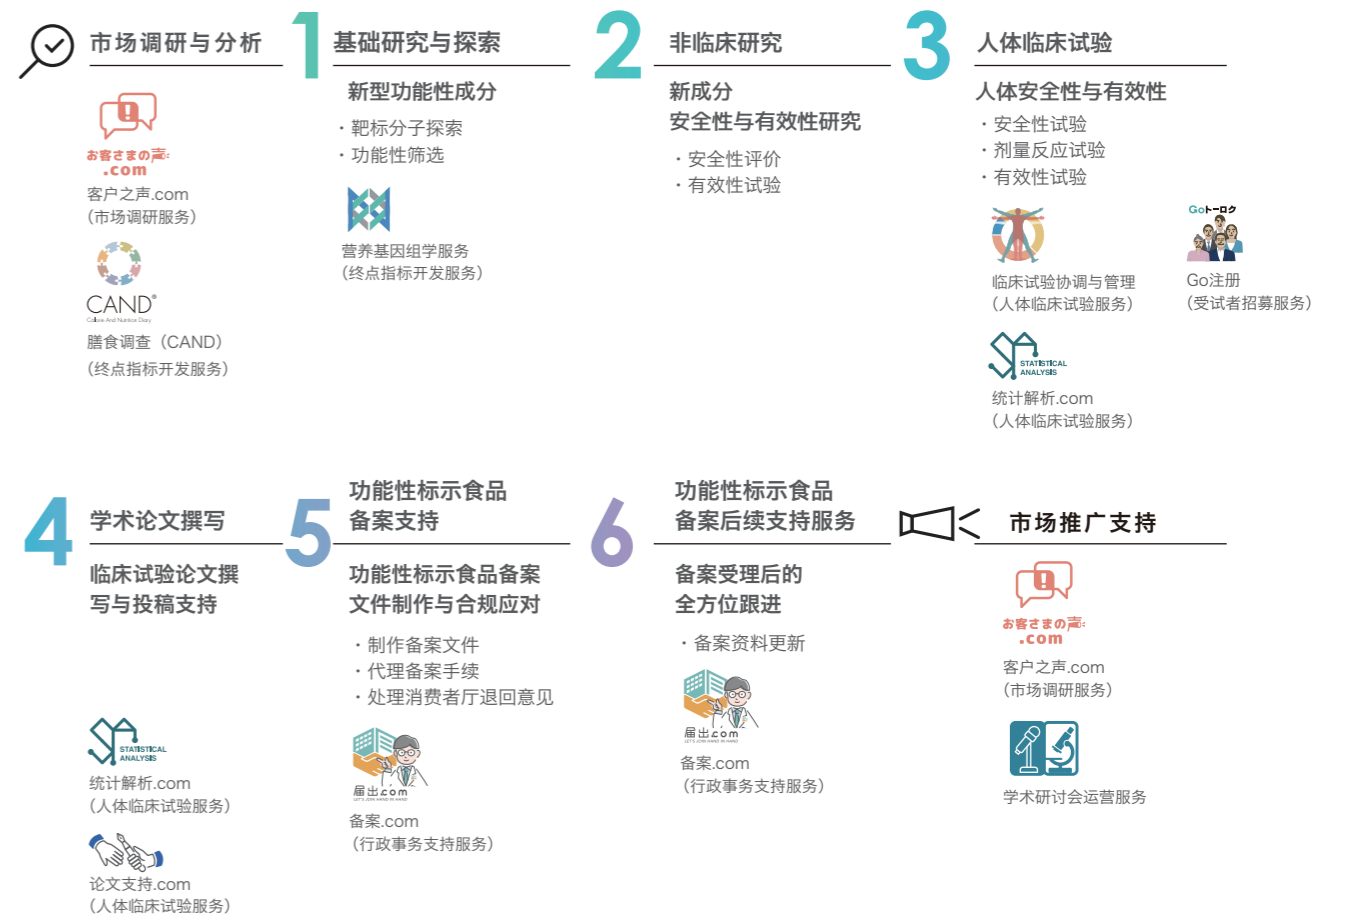 市场调研与分析
お客さまの声
.com
客户之声.com
(市场调研服务)
CAND®
Culture And Nutrition Diary
膳食调查（CAND）
(终点指标开发服务)
1
基础研究与探索
新型功能性成分
・靶标分子探索
・功能性筛选
营养基因组学服务
(终点指标开发服务)
2
非临床研究
新成分
安全性与有效性研究
・安全性评价
・有效性试验
3
人体临床试验
人体安全性与有效性
・安全性试验
・剂量反应试验
・有效性试验
临床试验协调与管理
(人体临床试验服务)
Goトーロク
Go注册
(受试者招募服务)
STATISTICAL
ANALYSIS
统计解析.com
(人体临床试验服务)
4
学术论文撰写
临床试验论文撰
写与投稿支持
STATISTICAL
ANALYSIS
统计解析.com
(人体临床试验服务)
论文支持.com
(人体临床试验服务)
5
功能性标示食品
备案支持
功能性标示食品备案
文件制作与合规应对
・制作备案文件
・代理备案手续
・处理消费者厅退回意见
届出.com
LET'S JOIN HAND IN HAND
备案.com
(行政事务支持服务)
6
功能性标示食品
备案后续支持服务
备案受理后的
全方位跟进
・备案资料更新
届出.com
LET'S JOIN HAND IN HAND
备案.com
(行政事务支持服务)
市场推广支持
お客さまの声
.com
客户之声.com
(市场调研服务)
学术研讨会运营服务